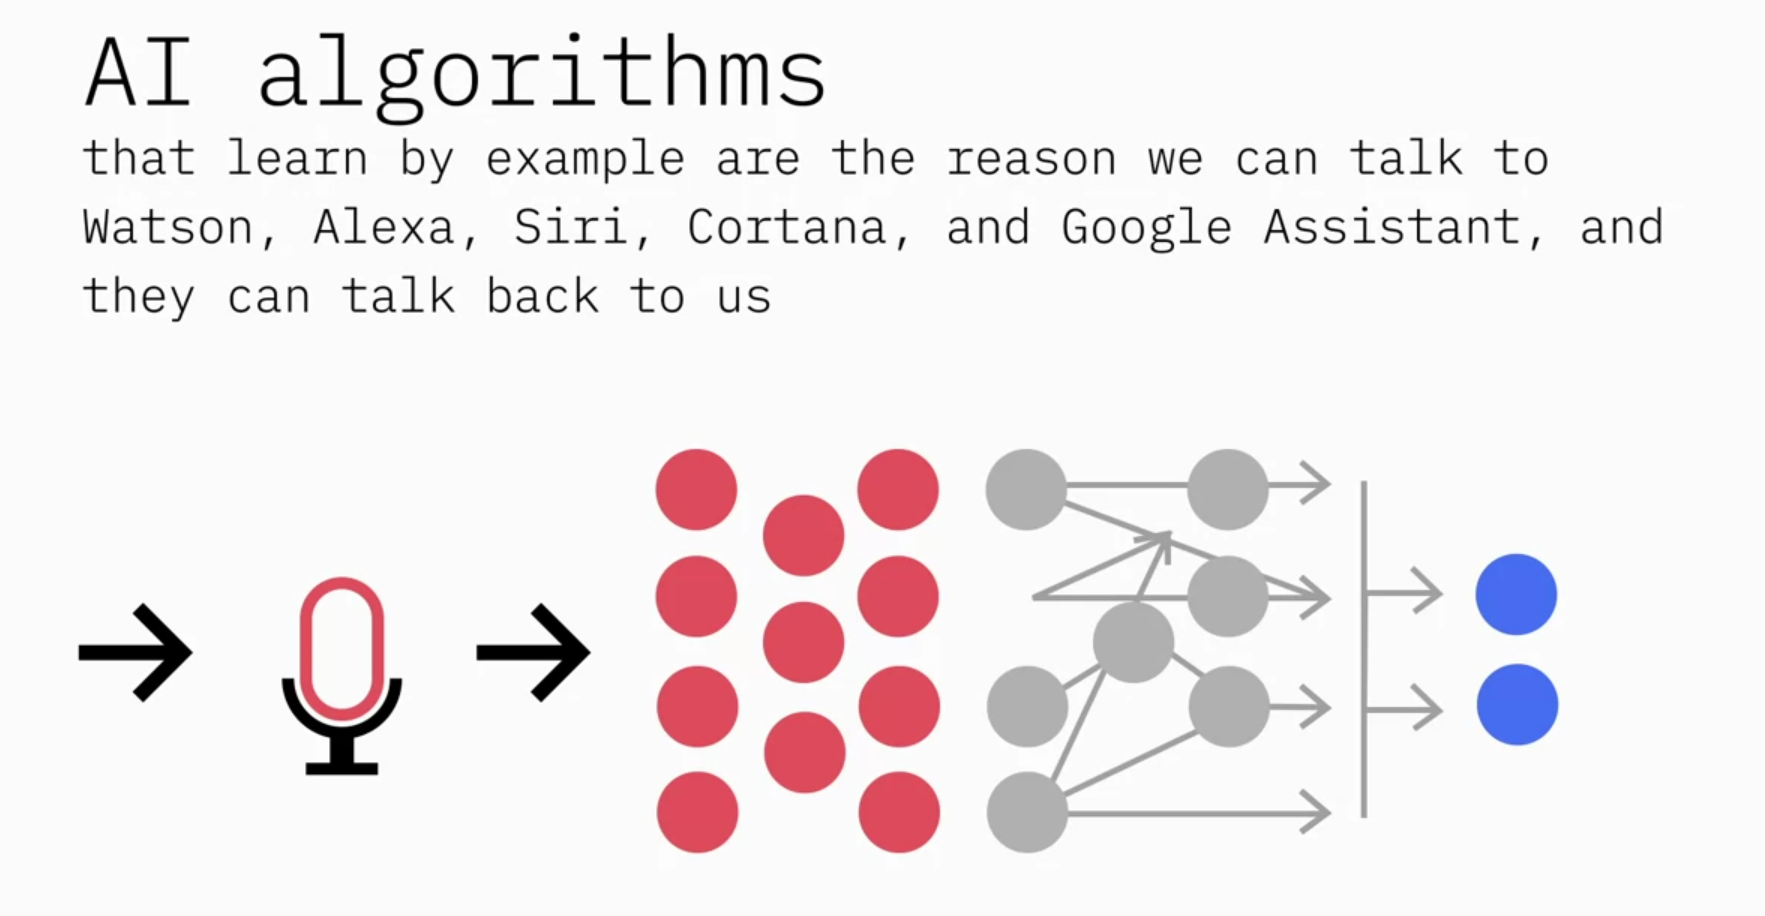 AI algorithms
that learn by example are the reason we can talk to
Watson, Alexa, Siri, Cortana, and Google Assistant, and
they can talk back to us